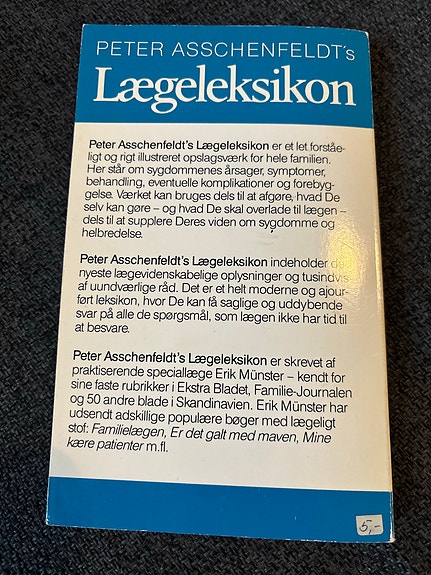 PETER ASSCHENFELDT's
Lægeleksikon
Peter Asschenfeldt's Lægeleksikon er et let forståe-
ligt og rigt illustreret opslagsværk for hele familien.
Her står om sygdommenes årsager, symptomer,
behandling, eventuelle komplikationer og forebyg-
gelse. Værket kan bruges dels til at afgøre, hvad De
selv kan gøre – og hvad De skal overlade til lægen –
dels til at supplere Deres viden om sygdomme og
helbredelse.
Peter Asschenfeldt's Lægeleksikon indeholder de
nyeste lægevidenskabelige oplysninger og tusindvis
af uundværlige råd. Det er et helt moderne og ajour-
ført leksikon, hvor De kan få saglige og uddybende
svar på alle de spørgsmål, som lægen ikke har tid til
at besvare.
Peter Asschenfeldt's Lægeleksikon er skrevet af
praktiserende speciallæge Erik Münster – kendt for
sine faste rubrikker i Ekstra Bladet, Familie-Journalen
og 50 andre blade i Skandinavien. Erik Münster har
udsendt adskillige populære bøger med lægeligt
stof: Familielægen, Er det galt med maven, Mine
kære patienter m.fl.
5,-